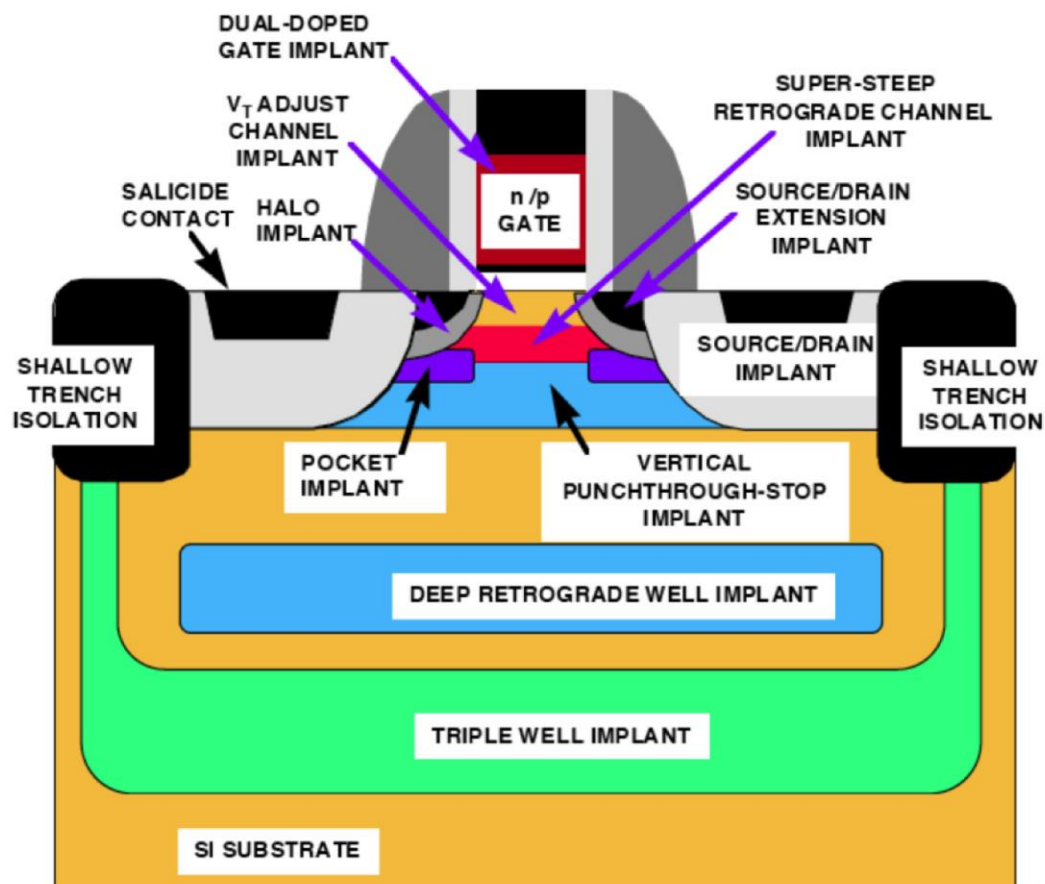 DUAL-DOPED
GATE IMPLANT
SUPER-STEEP
RETROGRADE CHANNEL
IMPLANT
V_T ADJUST
CHANNEL
IMPLANT
SALICIDE
CONTACT
HALO
IMPLANT
n /p
GATE
SOURCE/DRAIN
EXTENSION
IMPLANT
SHALLOW
TRENCH
ISOLATION
SOURCE/DRAIN
IMPLANT
SHALLOW
TRENCH
ISOLATION
POCKET
IMPLANT
VERTICAL
PUNCHTHROUGH-STOP
IMPLANT
DEEP RETROGRADE WELL IMPLANT
TRIPLE WELL IMPLANT
SI SUBSTRATE